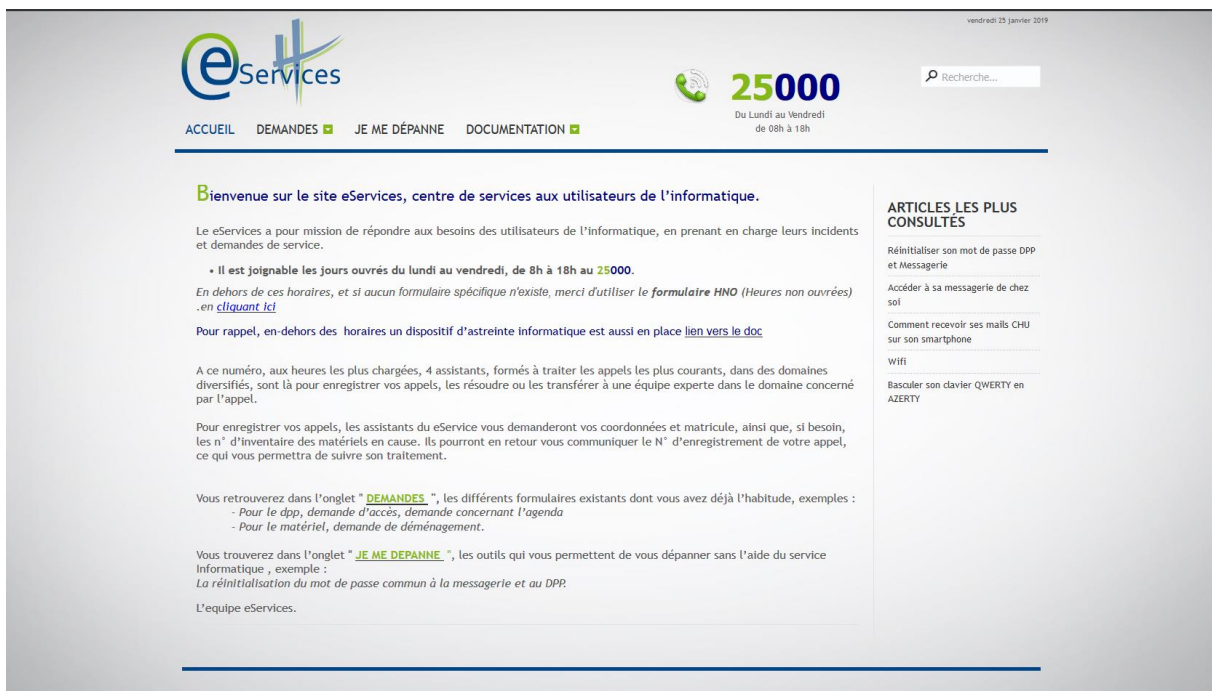 vendredi 25 janvier 2019
eServices
25000
Recherche...
Du Lundi au Vendredi
de 08h à 18h
ACCUEIL DEMANDES JE ME DÉPANNE DOCUMENTATION
Bienvenue sur le site eServices, centre de services aux utilisateurs de l'informatique.
Le eServices a pour mission de répondre aux besoins des utilisateurs de l'informatique, en prenant en charge leurs incidents
et demandes de service.
• Il est joignable les jours ouvrés du lundi au vendredi, de 8h à 18h au 25000.
En dehors de ces horaires, et si aucun formulaire spécifique n'existe, merci d'utiliser le formulaire HNO (Heures non ouvrées)
.en cliquant ici
Pour rappel, en-dehors des horaires un dispositif d'astreinte informatique est aussi en place lien vers le doc
A ce numéro, aux heures les plus chargées, 4 assistants, formés à traiter les appels les plus courants, dans des domaines
diversifiés, sont là pour enregistrer vos appels, les résoudre ou les transférer à une équipe experte dans le domaine concerné
par l'appel.
Pour enregistrer vos appels, les assistants du eService vous demanderont vos coordonnées et matricule, ainsi que, si besoin,
les n° d'inventaire des matériels en cause. Ils pourront en retour vous communiquer le N° d'enregistrement de votre appel,
ce qui vous permettra de suivre son traitement.
Vous retrouverez dans l'onglet " DEMANDES ", les différents formulaires existants dont vous avez déjà l'habitude, exemples :
- Pour le dpp, demande d'accès, demande concernant l'agenda
- Pour le matériel, demande de déménagement.
Vous trouverez dans l'onglet " JE ME DEPANNE ", les outils qui vous permettent de vous dépanner sans l'aide du service
Informatique , exemple :
La réinitialisation du mot de passe commun à la messagerie et au DPP.
L'equipe eServices.
ARTICLES LES PLUS
CONSULTÉS
Réinitialiser son mot de passe DPP
et Messagerie
Accéder à sa messagerie de chez
soi
Comment recevoir ses mails CHU
sur son smartphone
Wifi
Basculer son clavier QWERTY en
AZERTY